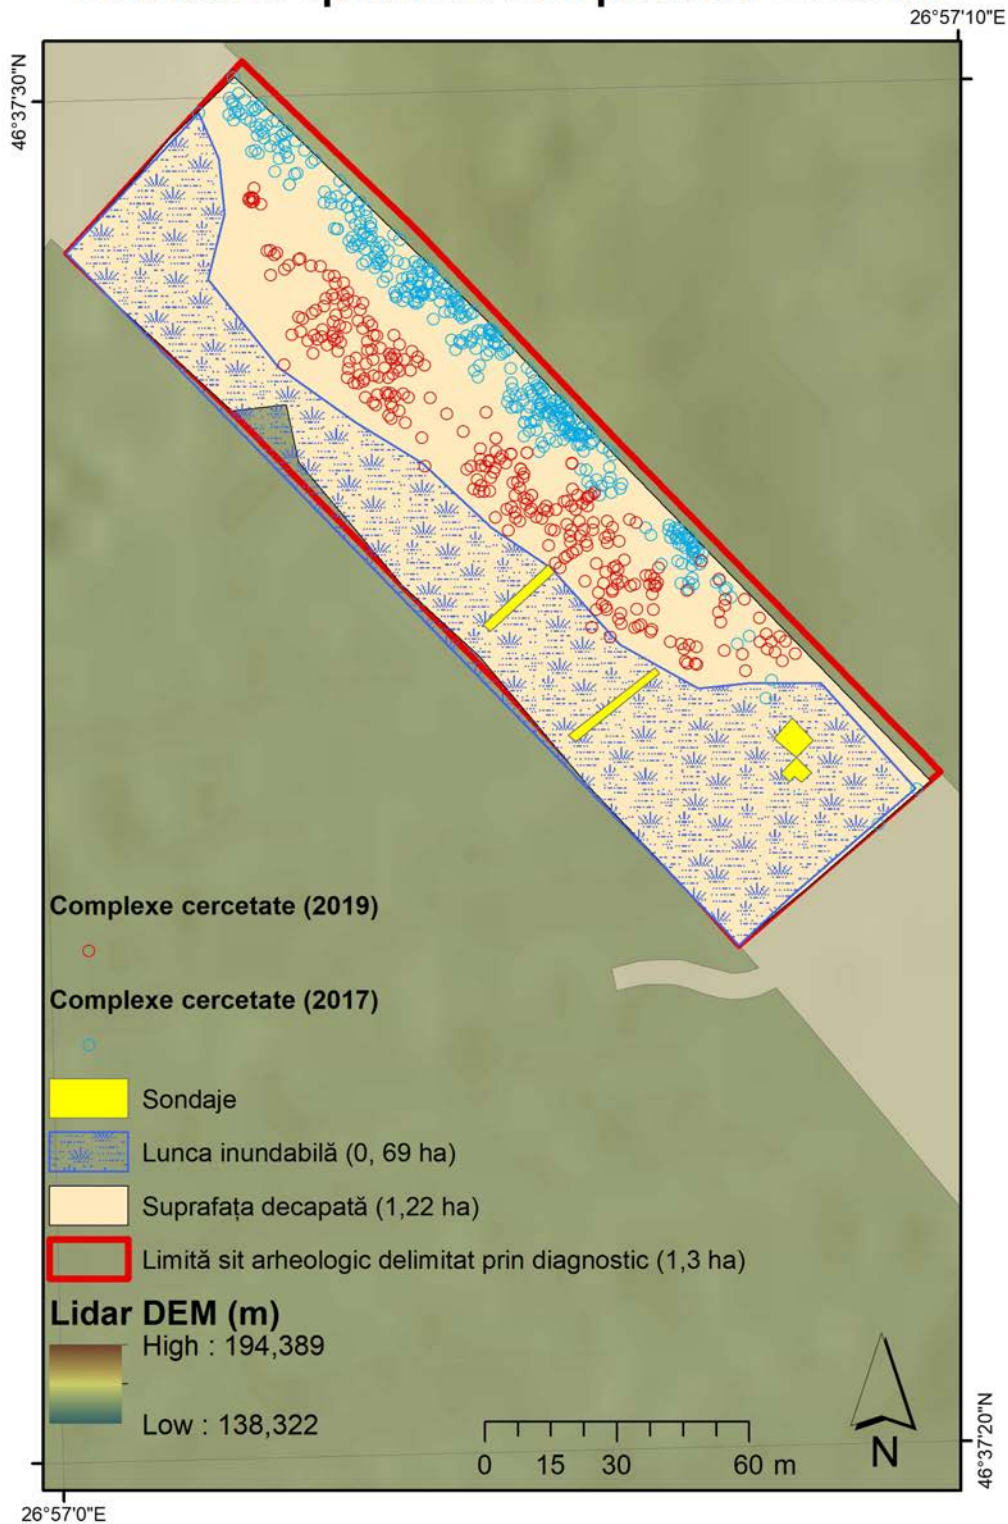 26°57'10"E
46°37'30"N
Complexe cercetate (2019)
Complexe cercetate (2017)
Sondaje
Lunca inundabilă (0, 69 ha)
Suprafața decapată (1,22 ha)
Limită sit arheologic delimitat prin diagnostic (1,3 ha)
Lidar DEM (m)
High : 194,389
Low : 138,322
0 15 30 60 m
N
46°37'20"N
26°57'0"E